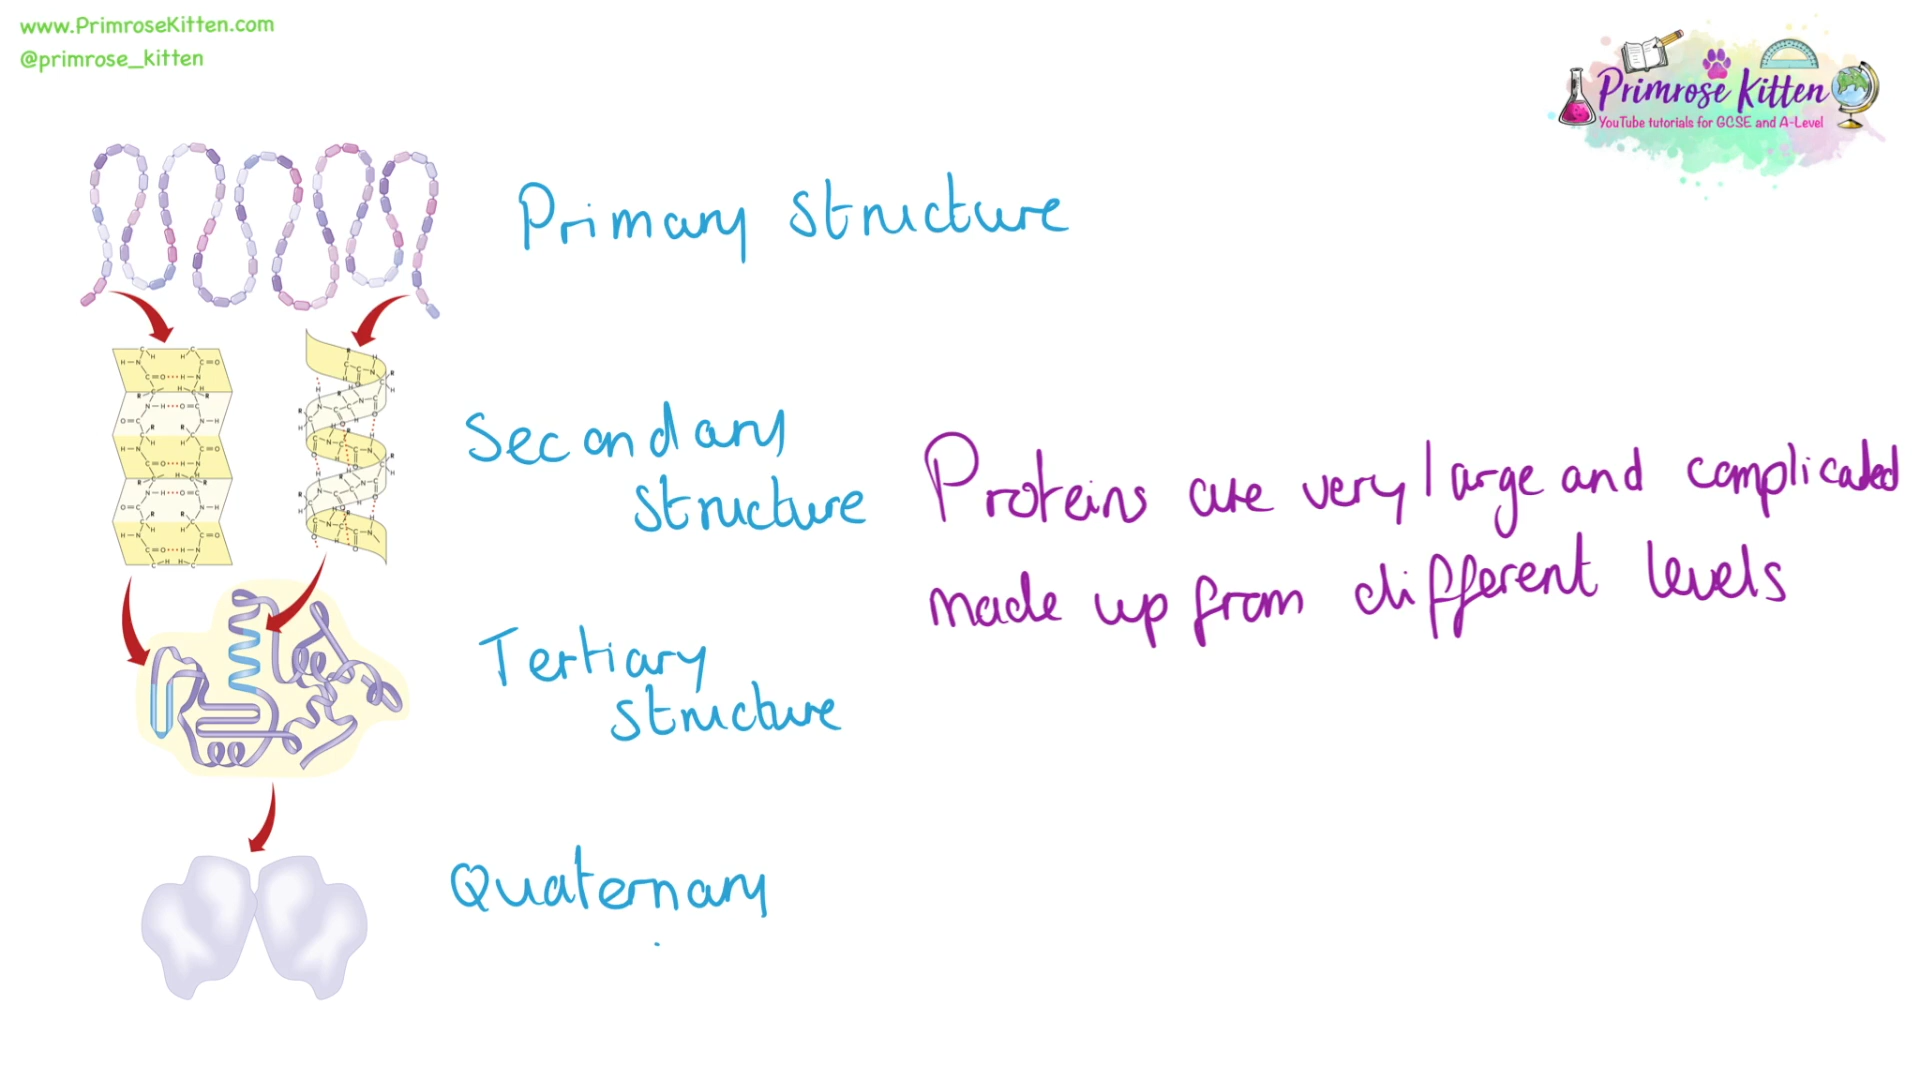 www.PrimroseKitten.com
@primrose_kitten
Primrose Kitten
YouTube tutorials for GCSE and A-Level
Primary structure
Secondary
structure
Proteins are very large and complicated
made up from different levels
Tertiary
structure
Quaternary